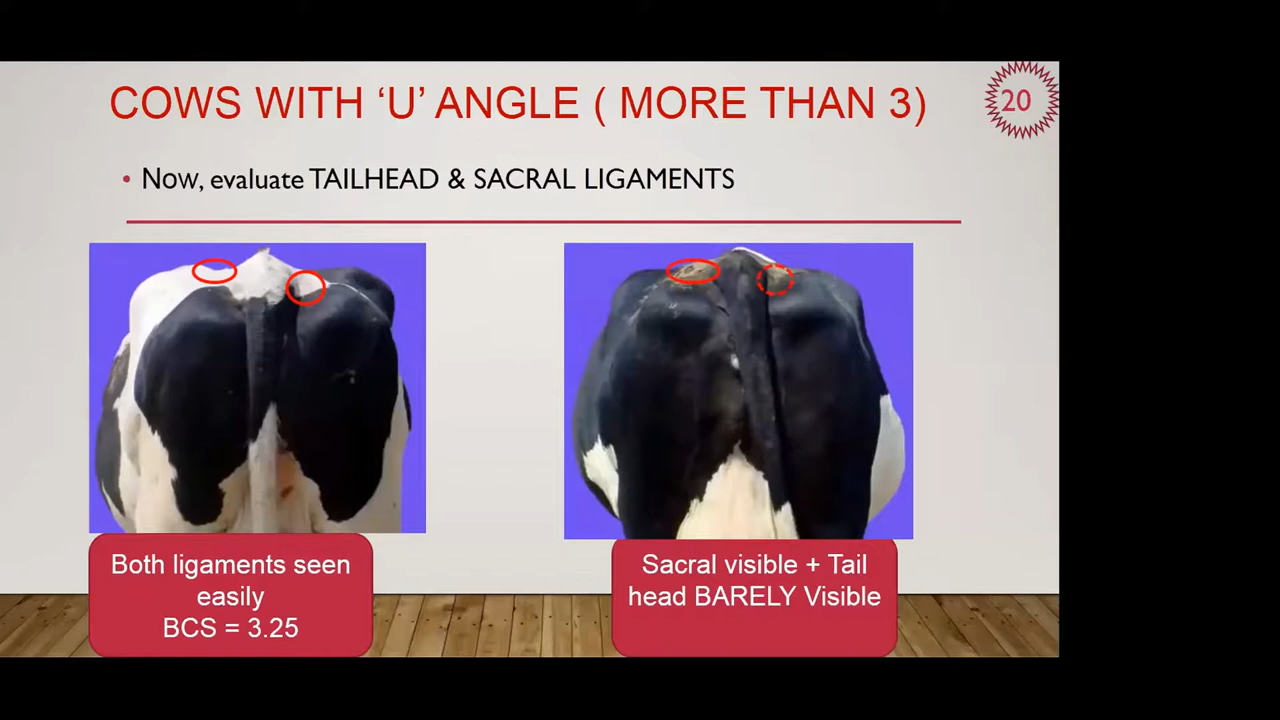 COWS WITH ‘U’ ANGLE ( MORE THAN 3)
20
• Now, evaluate TAILHEAD & SACRAL LIGAMENTS
Both ligaments seen
easily
BCS = 3.25
Sacral visible + Tail
head BARELY Visible